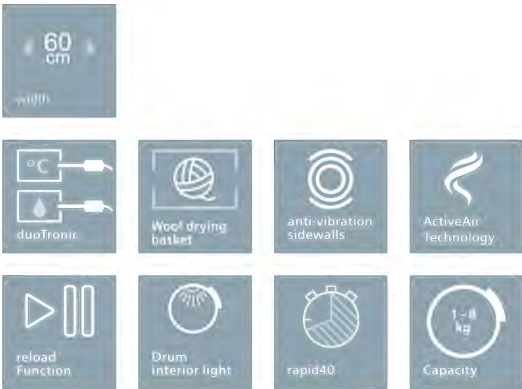 60
cm
width
°C
duoTronic
Wool drying
basket
anti-vibration
sidewalls
ActiveAir
Technology
reload
Function
Drum
interior light
rapid40
1-8
kg
Capacity